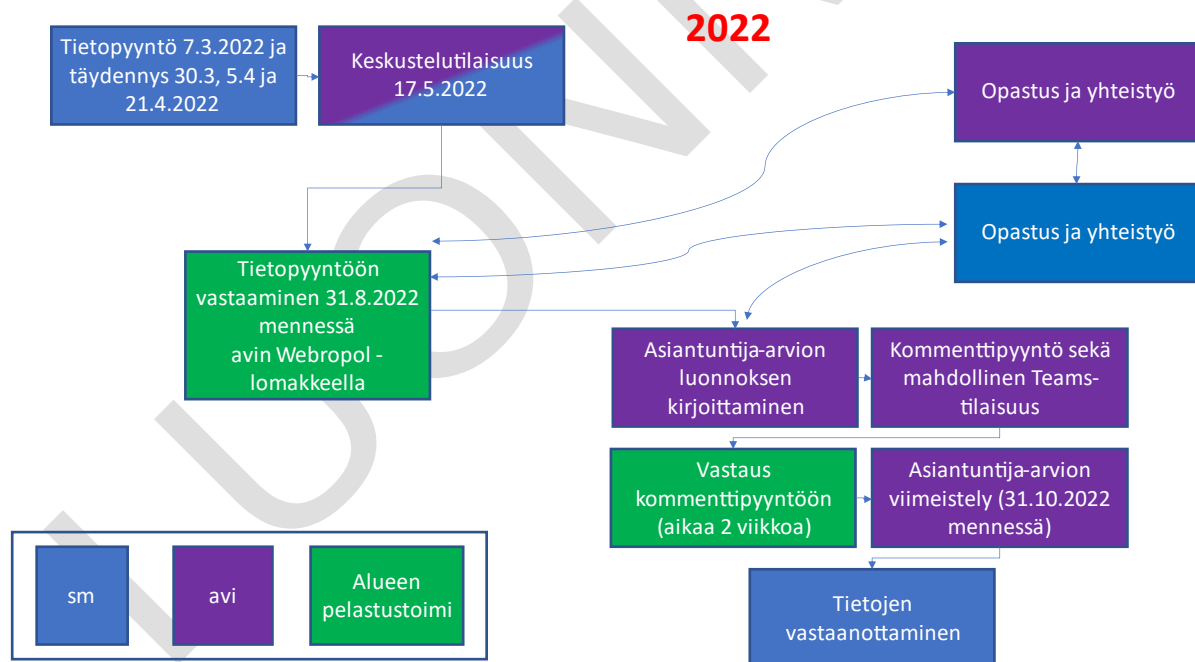 2022
Tietopyyntö 7.3.2022 ja
täydennys 30.3, 5.4 ja
21.4.2022
Keskustelutilaisuus
17.5.2022
Opastus ja yhteistyö
Opastus ja yhteistyö
Tietopyyntöön
vastaaminen 31.8.2022
mennessä
avin Webropol -
lomakkeella
Asiantuntija-arvion
luonnoksen
kirjoittaminen
Kommenttipyyntö sekä
mahdollinen Teams-
tilaisuus
Vastaus
kommenttipyyntöön
(aikaa 2 viikkoa)
Asiantuntija-arvion
viimeistely (31.10.2022
mennessä)
Tietojen
vastaanottaminen
sm
avi
Alueen
pelastustoimi